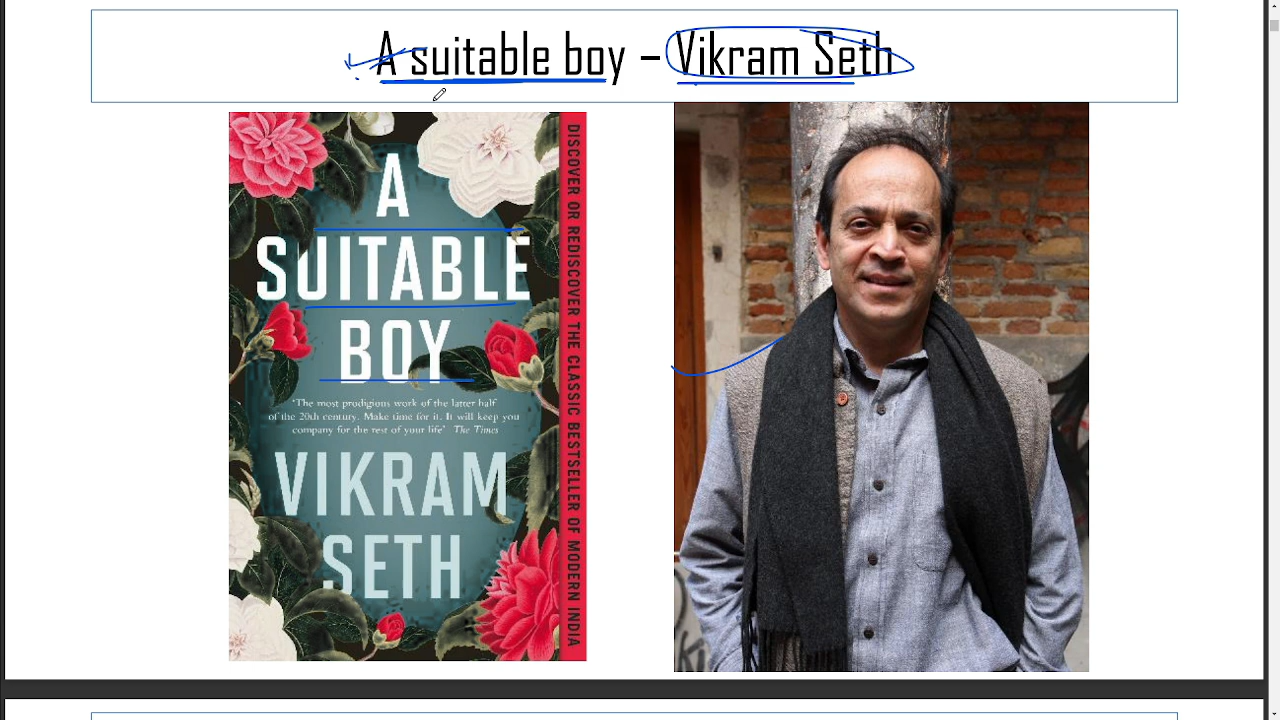 A suitable boy – Vikram Seth
A
SUITABLE
BOY
'The most prodigious work of the latter half
of the 20th century. Make time for it. It will keep you
company for the rest of your life' The Times
VIKRAM
SETH
DISCOVER OR REDISCOVER THE CLASSIC BESTSELLER OF MODERN INDIA